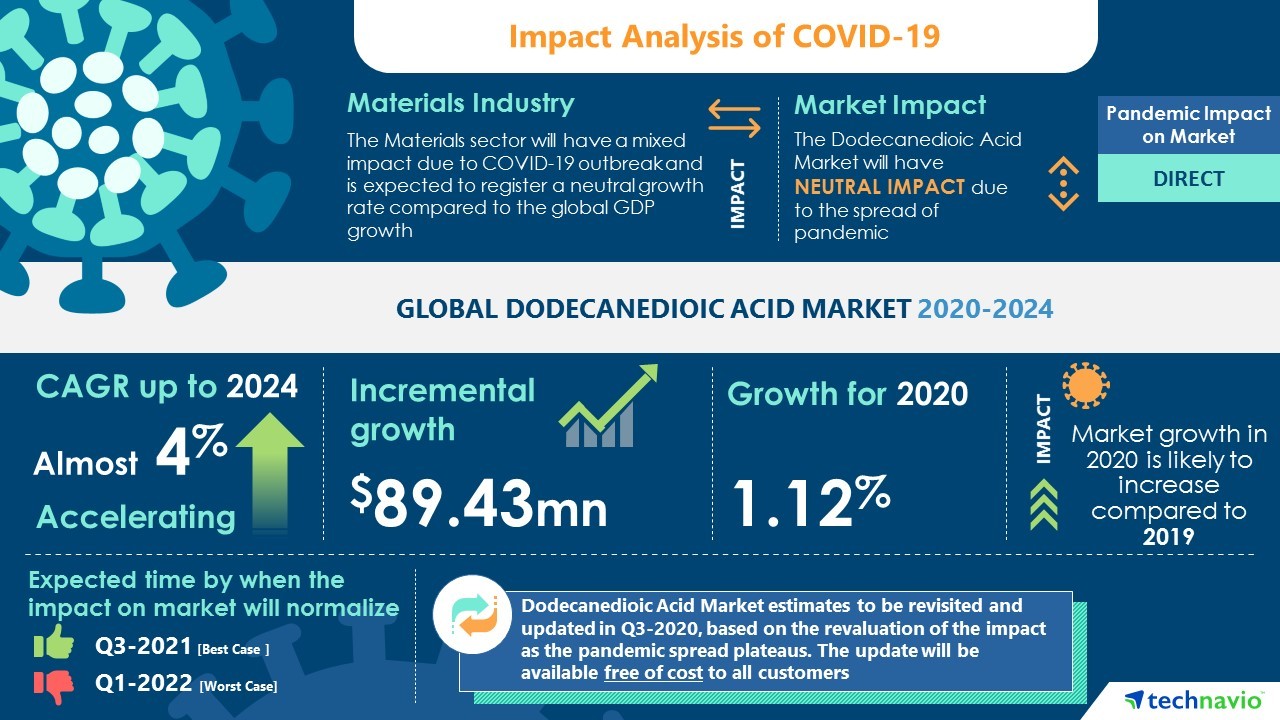 Impact Analysis of COVID-19
Materials Industry
The Materials sector will have a mixed
impact due to COVID-19 outbreak and
is expected to register a neutral growth
rate compared to the global GDP
growth
IMPACT
Market Impact
The Dodecanedioic Acid
Market will have
NEUTRAL IMPACT due
to the spread of
pandemic
Pandemic Impact
on Market
DIRECT
GLOBAL DODECANEDIOIC ACID MARKET 2020-2024
CAGR up to 2024
Almost 4%
Accelerating
Incremental
growth
$89.43mn
Growth for 2020
1.12%
IMPACT
Market growth in
2020 is likely to
increase
compared to
2019
Expected time by when the
impact on market will normalize
Q3-2021 [Best Case ]
Q1-2022 [Worst Case]
Dodecanedioic Acid Market estimates to be revisited and
updated in Q3-2020, based on the revaluation of the impact
as the pandemic spread plateaus. The update will be
available free of cost to all customers
technavio